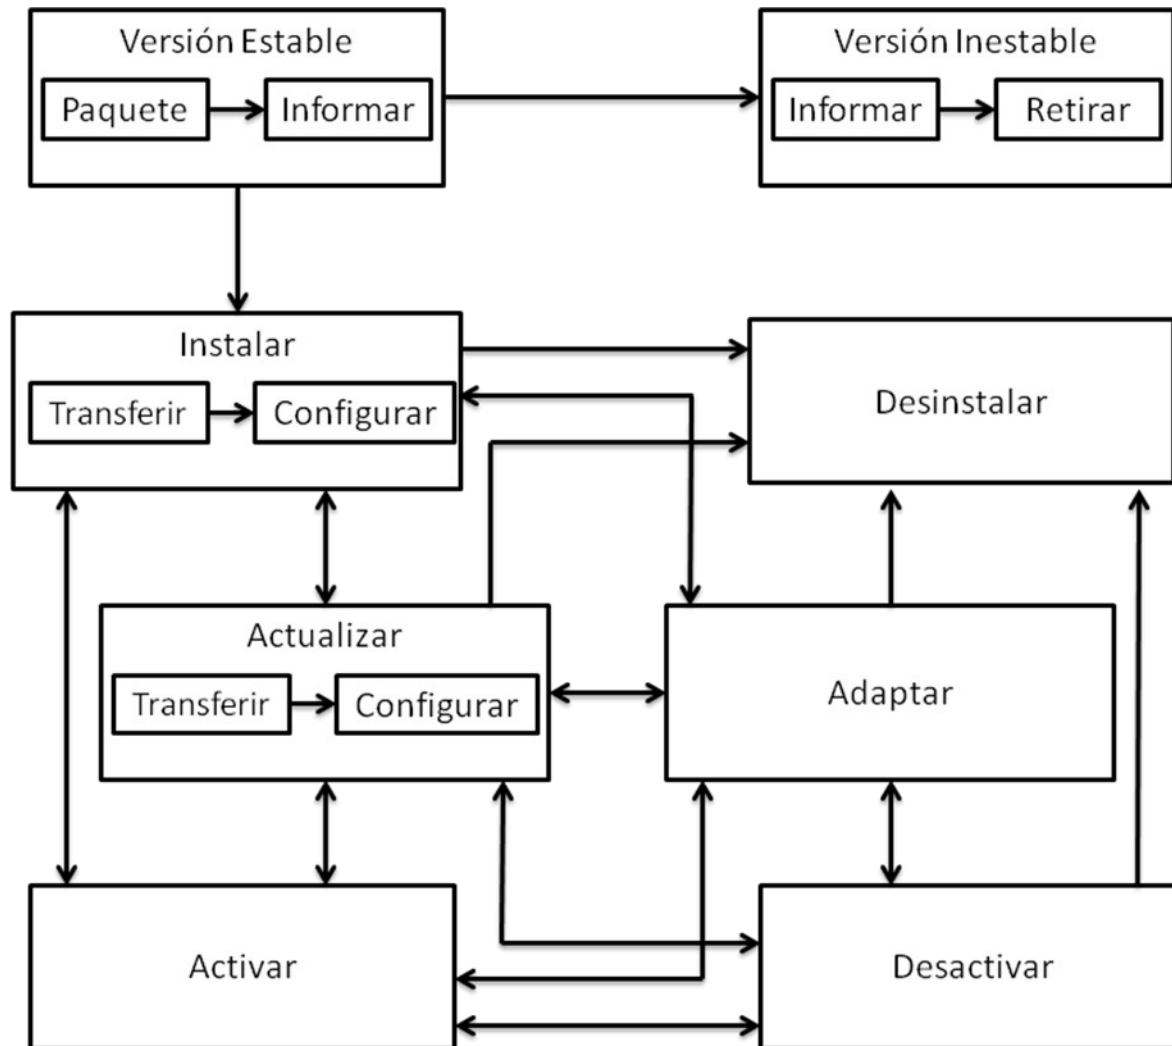 Versión Estable
Paquete
Informar
Versión Inestable
Informar
Retirar
Instalar
Transferir
Configurar
Desinstalar
Actualizar
Transferir
Configurar
Adaptar
Activar
Desactivar